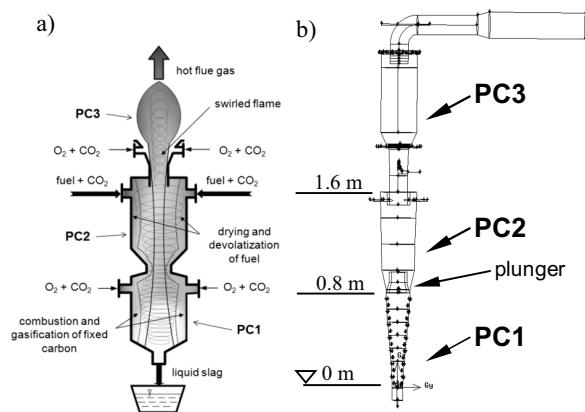 a)
hot flue gas
PC3
swirled flame
O2 + CO2
O2 + CO2
fuel + CO2
fuel + CO2
PC2
drying and
devolatization
of fuel
O2 + CO2
O2 + CO2
combustion and
gasification of fixed
carbon
PC1
liquid slag
b)
PC3
1.6 m
PC2
plunger
0.8 m
PC1
0 m
Gy